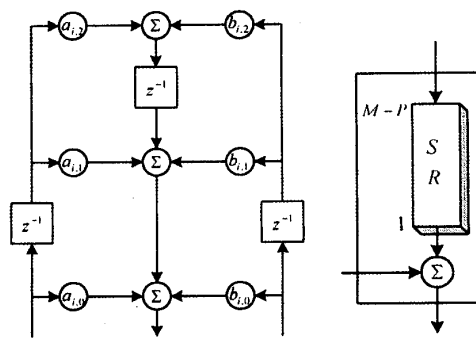 a_{i,2} Σ b_{i,2}
z^{-1}
M − P
S
a_{i,1} Σ b_{i,1}
R
z^{-1} z^{-1}
1
Σ
a_{i,0} Σ b_{i,0}